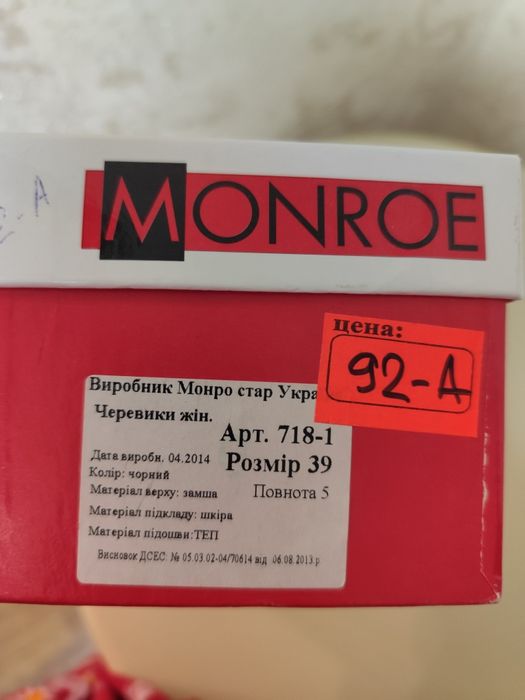 MONROE
цена:
92-А
Виробник Монро стар
Черевики жін.
Арт. 718-1
Дата виробн. 04.2014
Розмір 39
Колір: чорний
Матеріал верху: замша
Повнота 5
Матеріал підкладу: шкіра
Матеріал підошви:ТЕП
Висновок ДСЕС: № 05.03.02-04/70614 від 06.08.2013.р